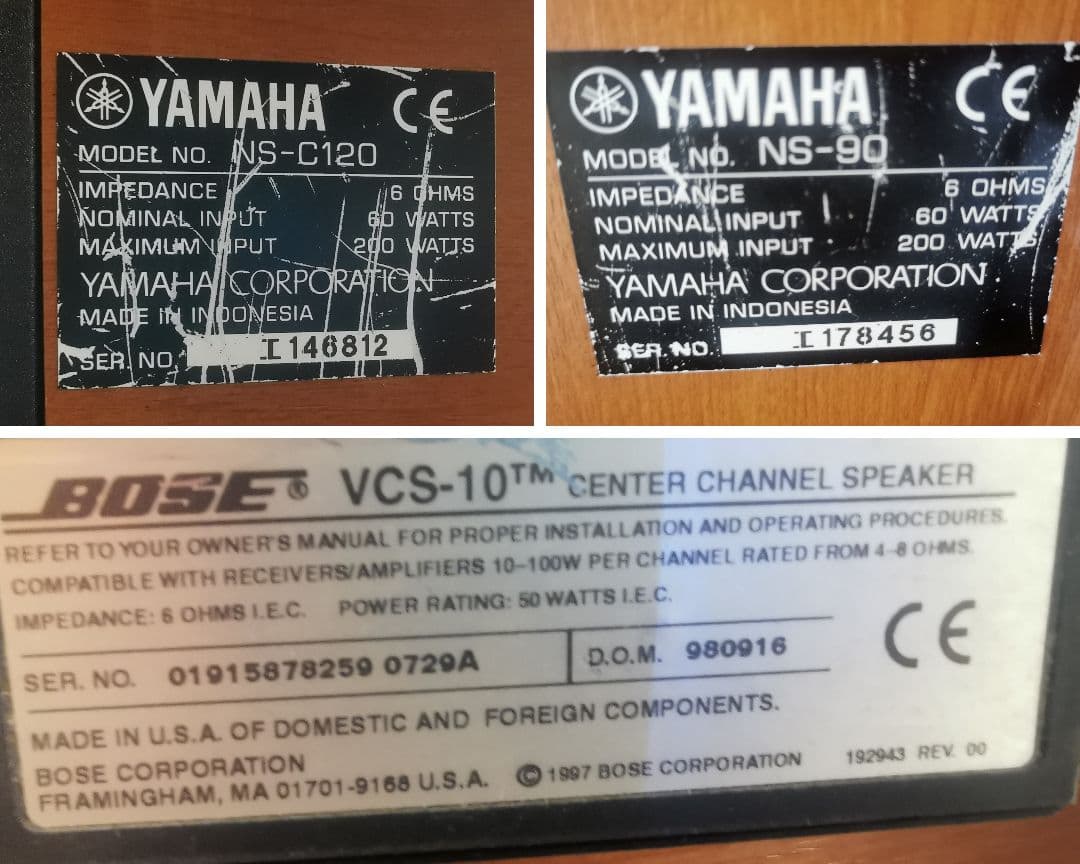 YAMAHA CE
MODEL NO. NS-C120
IMPEDANCE 6 OHMS
NOMINAL INPUT 60 WATTS
MAXIMUM INPUT 200 WATTS
YAMAHA CORPORATION
MADE IN INDONESIA
SER. NO. I 146812
YAMAHA CE
MODEL NO. NS-90
IMPEDANCE 6 OHMS
NOMINAL INPUT 60 WATTS
MAXIMUM INPUT 200 WATTS
YAMAHA CORPORATION
MADE IN INDONESIA
SER. NO. I 178456
BOSE® VCS-10™ CENTER CHANNEL SPEAKER
REFER TO YOUR OWNER'S MANUAL FOR PROPER INSTALLATION AND OPERATING PROCEDURES.
COMPATIBLE WITH RECEIVERS/AMPLIFIERS 10-100W PER CHANNEL RATED FROM 4-8 OHMS.
IMPEDANCE: 6 OHMS I.E.C. POWER RATING: 50 WATTS I.E.C.
SER. NO. 01915878259 0729A D.O.M. 980916 CE
MADE IN U.S.A. OF DOMESTIC AND FOREIGN COMPONENTS.
BOSE CORPORATION
FRAMINGHAM, MA 01701-9168 U.S.A. © 1997 BOSE CORPORATION 192943 REV. 00